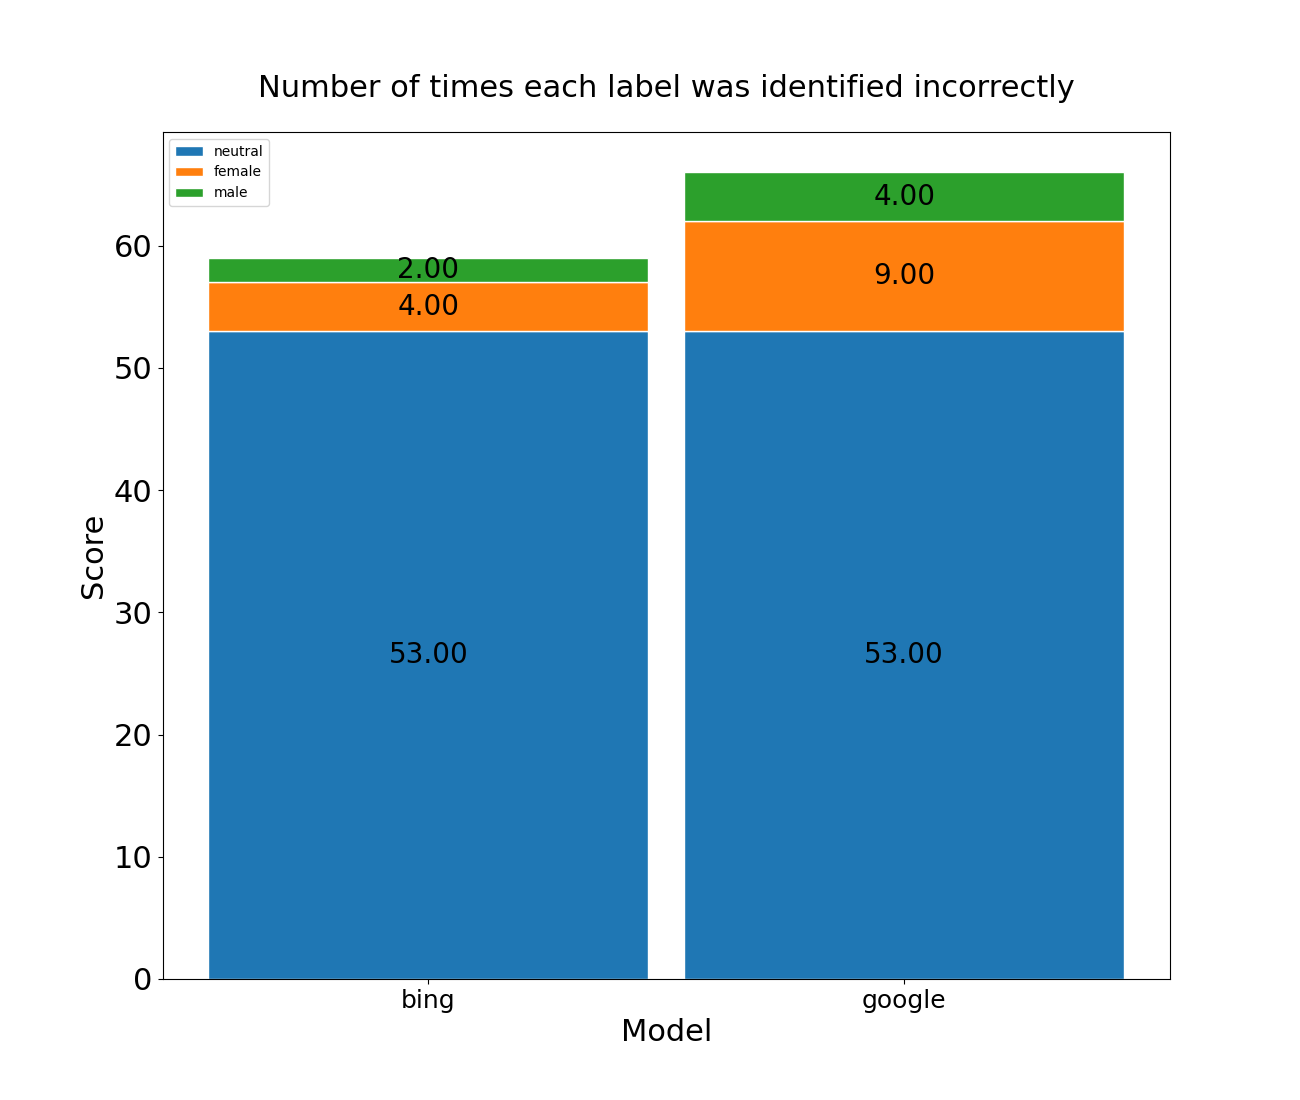 Number of times each label was identified incorrectly
neutral
female
male
60
50
40
30
20
10
0
Score
2.00
4.00
53.00
4.00
9.00
53.00
bing
google
Model